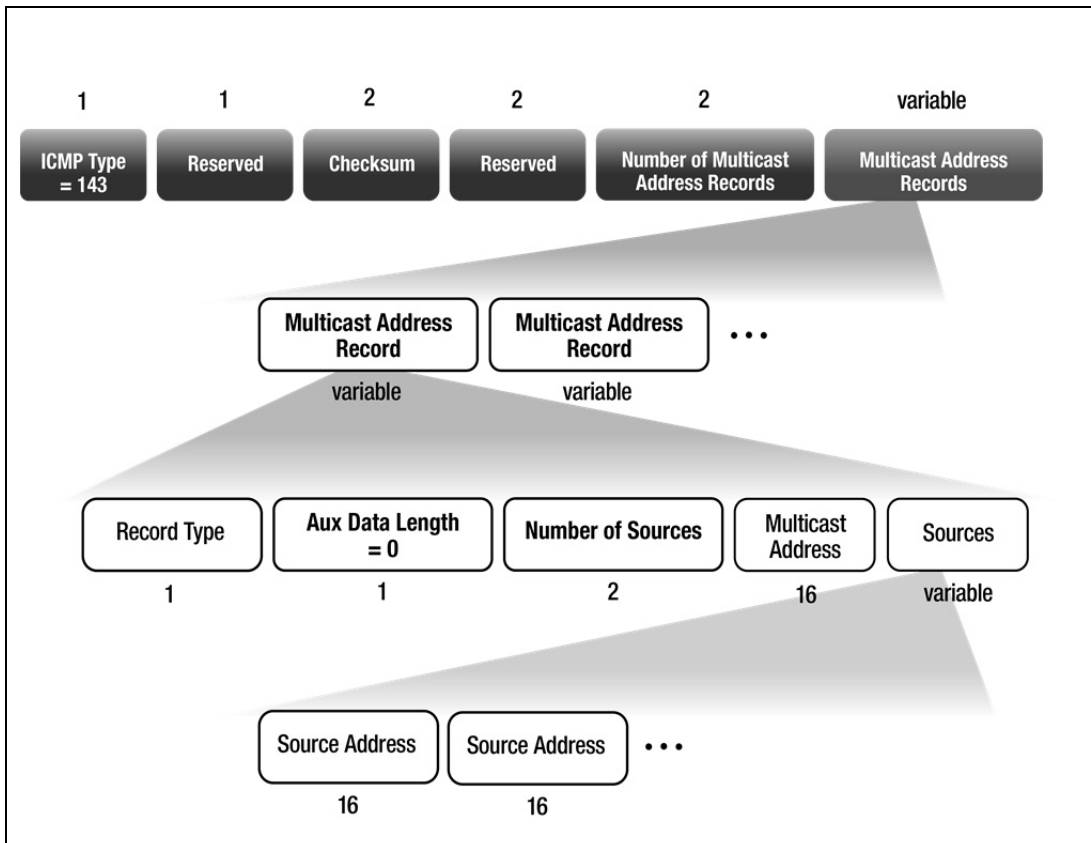 1 1 2 2 2 variable
ICMP Type
= 143
Reserved
Checksum
Reserved
Number of Multicast
Address Records
Multicast Address
Records
Multicast Address
Record
Multicast Address
Record
•••
variable
variable
Record Type
Aux Data Length
= 0
Number of Sources
Multicast
Address
Sources
1 1 2 16 variable
Source Address
Source Address
•••
16 16